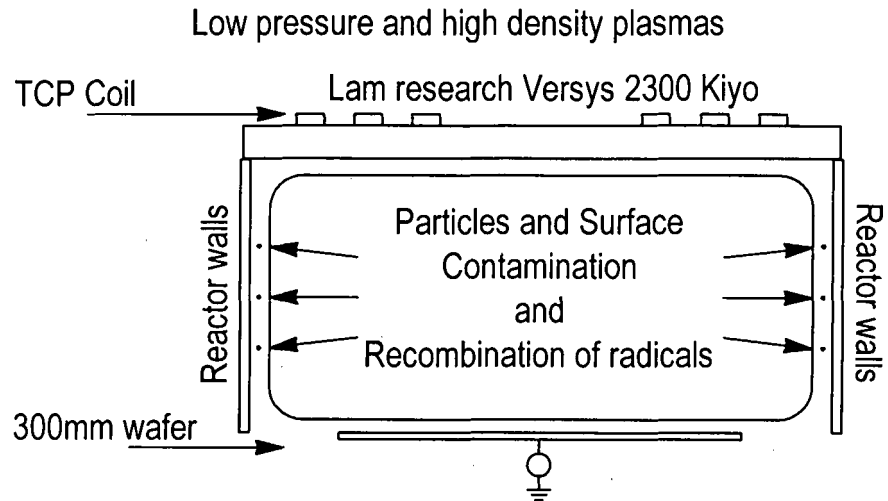 Low pressure and high density plasmas
TCP Coil
Lam research Versys 2300 Kiyo
Reactor walls
Particles and Surface
Contamination
and
Recombination of radicals
Reactor walls
300mm wafer